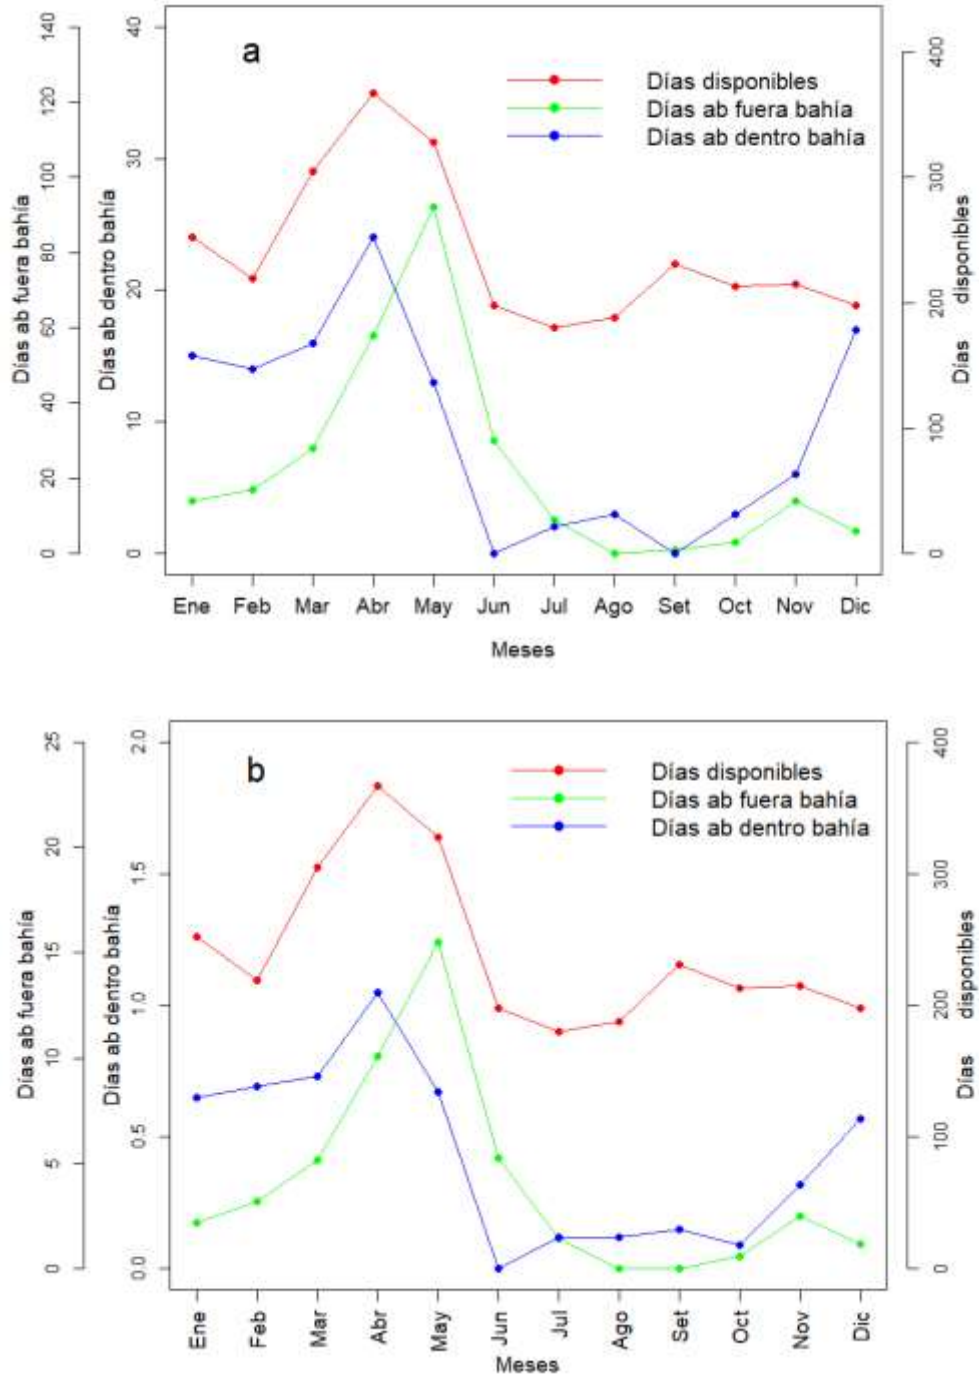 a
Días disponibles
Días ab fuera bahía
Días ab dentro bahía
Días ab fuera bahía
0 20 40 60 80 100 120 140
Días ab dentro bahía
0 10 20 30 40
Días disponibles
0 100 200 300 400
Ene Feb Mar Abr May Jun Jul Ago Set Oct Nov Dic
Meses
b
Días disponibles
Días ab fuera bahía
Días ab dentro bahía
Días ab fuera bahía
0 5 10 15 20 25
Días ab dentro bahía
0.0 0.5 1.0 1.5 2.0
Días disponibles
0 100 200 300 400
Ene Feb Mar Abr May Jun Jul Ago Set Oct Nov Dic
Meses